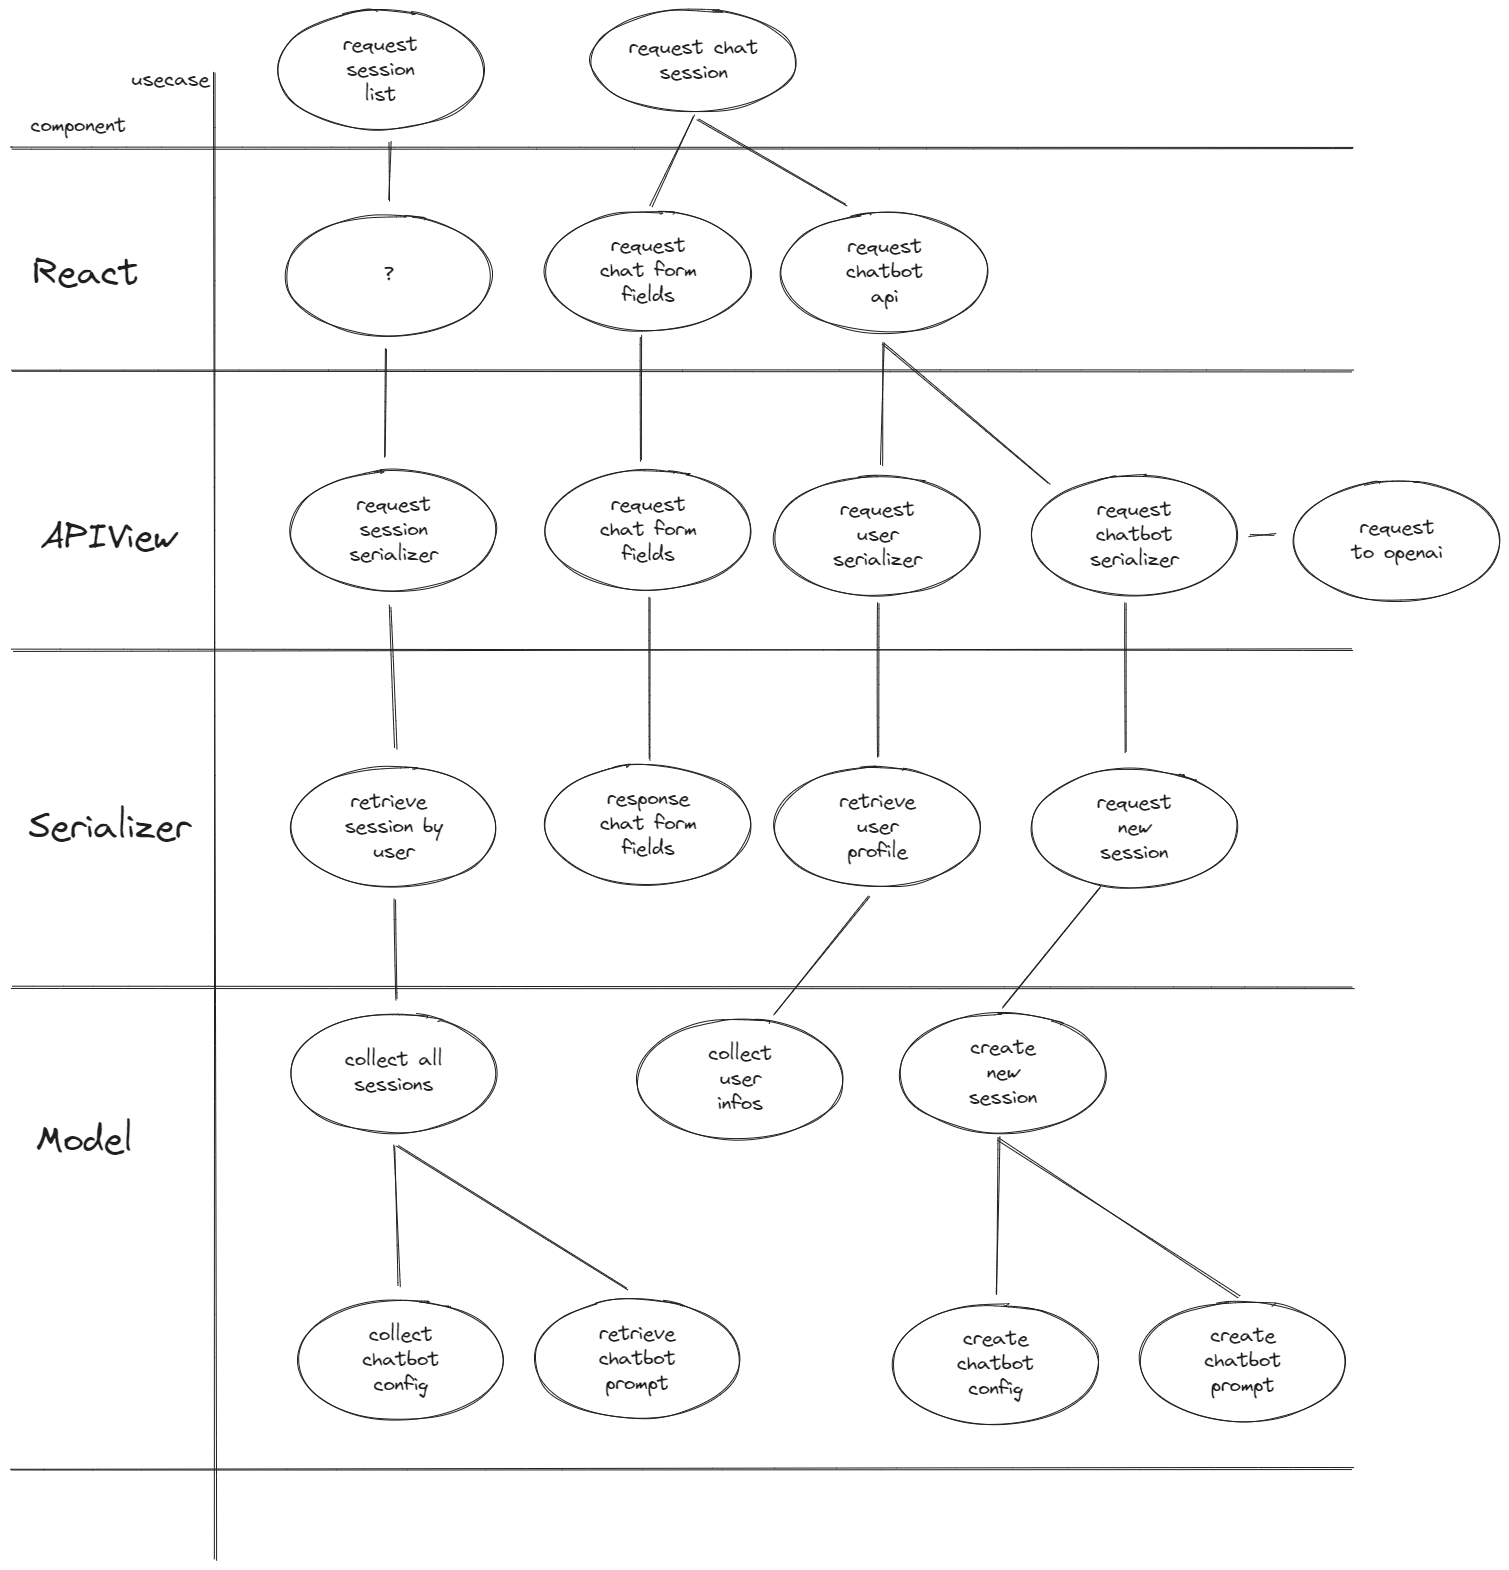 request
session
list
request chat
session
usecase
component
React
?
request
chat form
fields
request
chatbot
api
APIView
request
session
serializer
request
chat form
fields
request
user
serializer
request
chatbot
serializer
request
to openai
Serializer
retrieve
session by
user
response
chat form
fields
retrieve
user
profile
request
new
session
Model
collect all
sessions
collect
user
infos
create
new
session
collect
chatbot
config
retrieve
chatbot
prompt
create
chatbot
config
create
chatbot
prompt